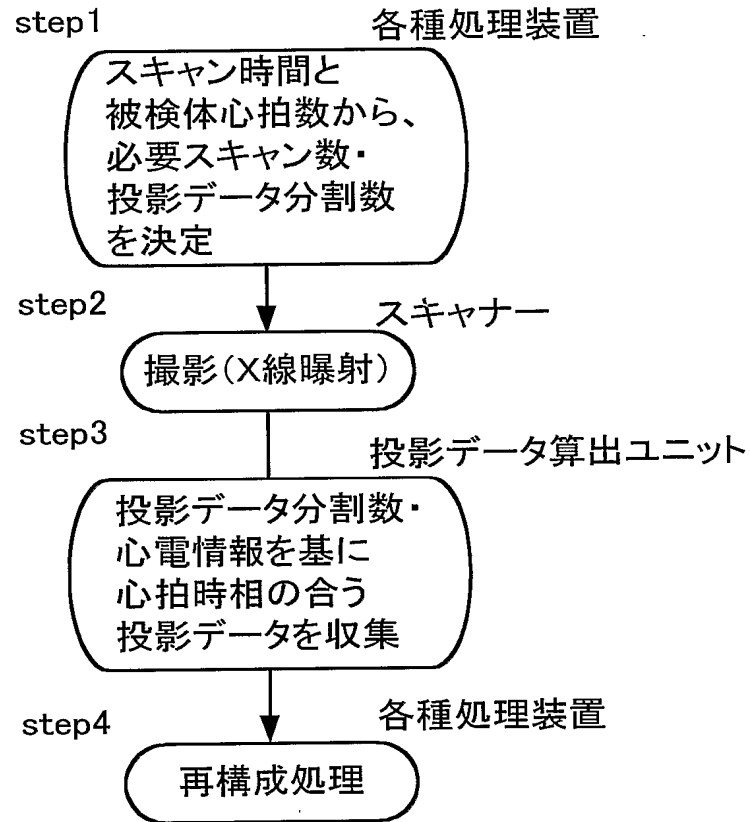 step1
各種処理装置
スキャン時間と
被検体心拍数から、
必要スキャン数・
投影データ分割数
を決定
step2
スキャナー
撮影(X線曝射)
step3
投影データ算出ユニット
投影データ分割数・
心電情報を基に
心拍時相の合う
投影データを収集
step4
各種処理装置
再構成処理